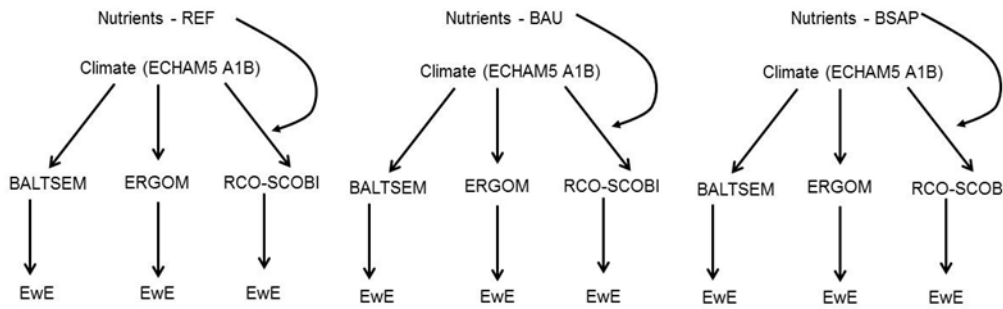 Nutrients - REF
Nutrients - BAU
Nutrients - BSAP
Climate (ECHAM5 A1B)
Climate (ECHAM5 A1B)
Climate (ECHAM5 A1B)
BALTSEM ERGOM RCO-SCOBI
BALTSEM ERGOM RCO-SCOBI
BALTSEM ERGOM RCO-SCOB
EwE EwE EwE
EwE EwE EwE
EwE EwE EwE